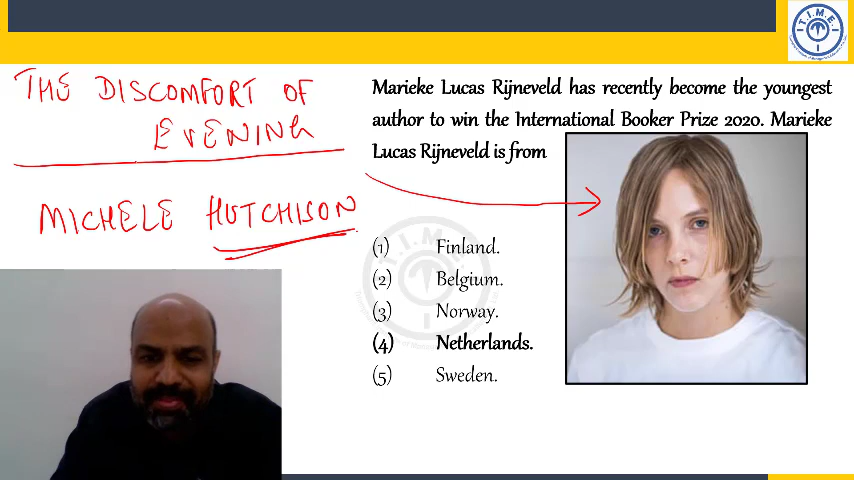 T.I.M.E.
THE DISCOMFORT OF
EVENING
MICHELE HUTCHISON
Marieke Lucas Rijneveld has recently become the youngest
author to win the International Booker Prize 2020. Marieke
Lucas Rijneveld is from
(1) Finland.
(2) Belgium.
(3) Norway.
(4) Netherlands.
(5) Sweden.